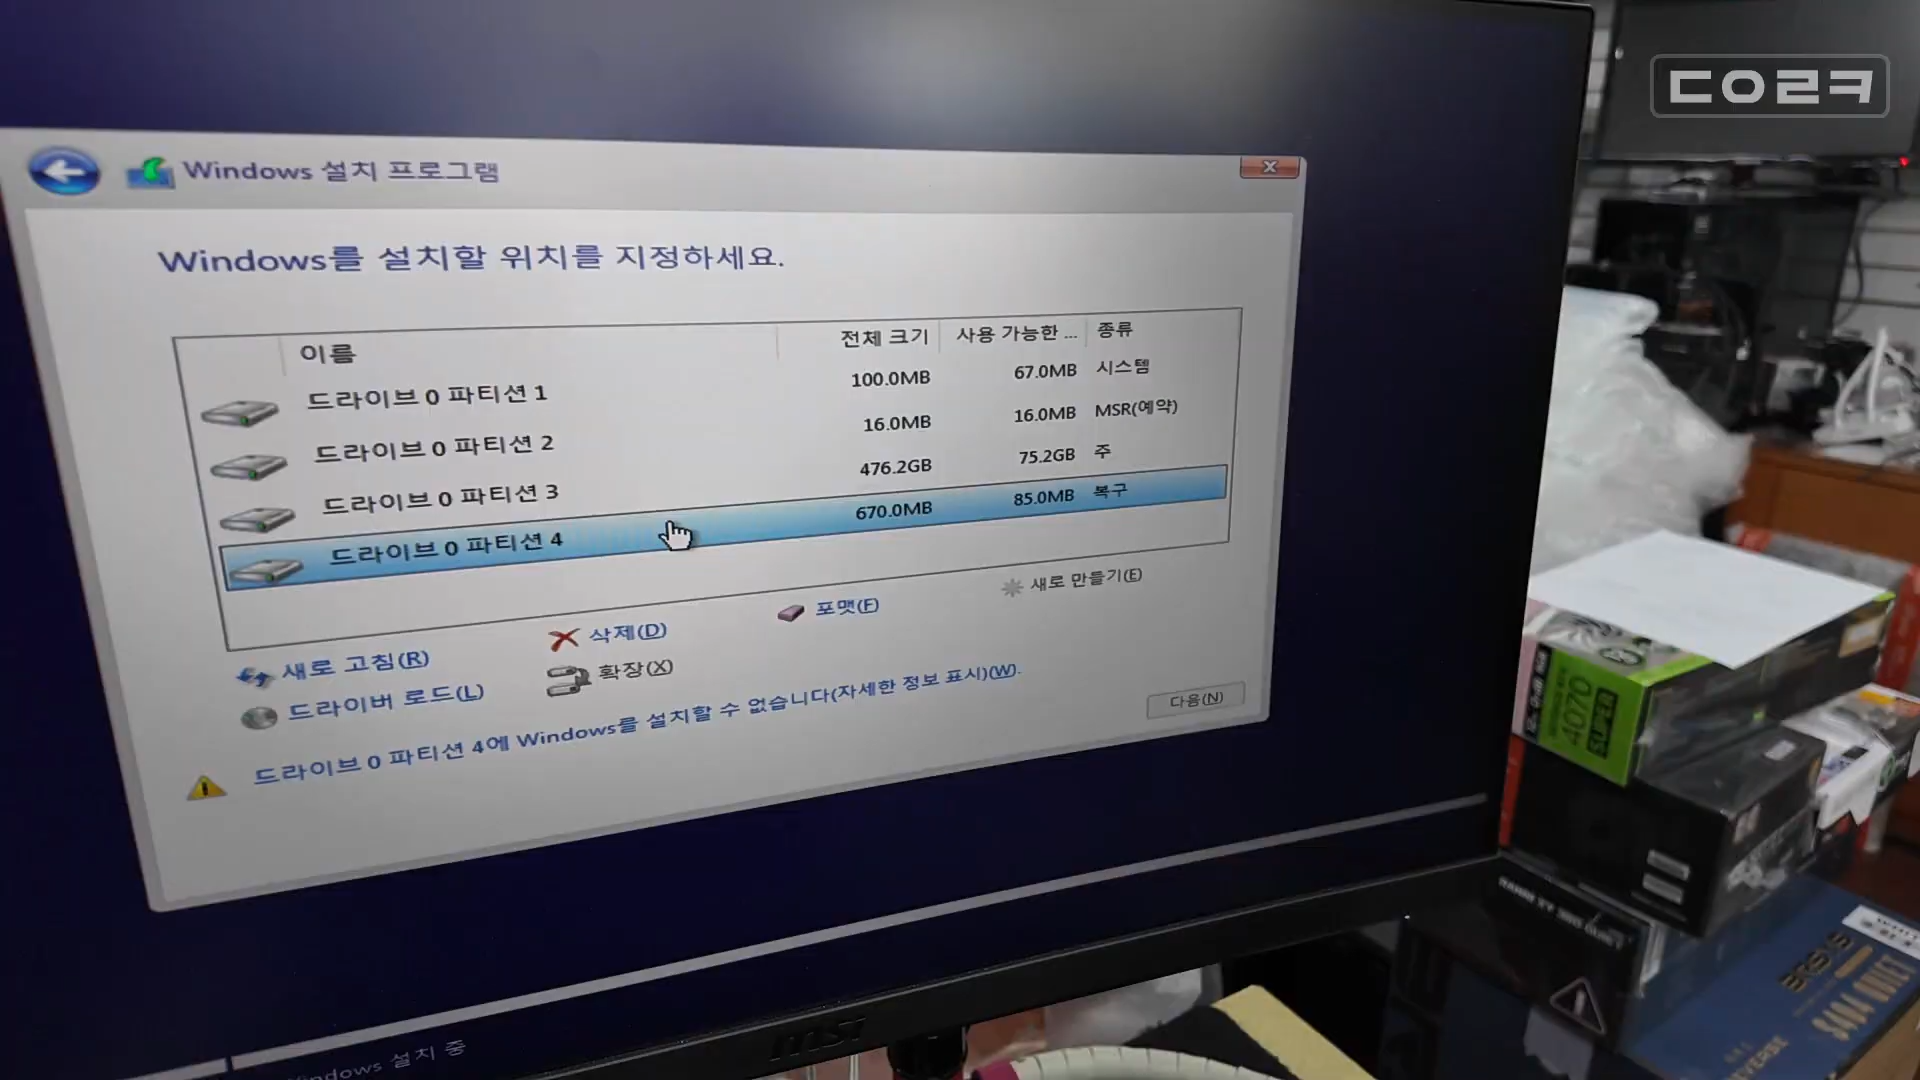 ㄷㅇㄹㅋ
Windows 설치 프로그램
x
Windows를 설치할 위치를 지정하세요.
이름 전체 크기 사용 가능한 ... 종류
드라이브 0 파티션 1 100.0MB 67.0MB 시스템
드라이브 0 파티션 2 16.0MB 16.0MB MSR(예약)
드라이브 0 파티션 3 476.2GB 75.2GB 주
드라이브 0 파티션 4 670.0MB 85.0MB 복구
새로 고침(R) 삭제(D) 포맷(F) 새로 만들기(E)
드라이버 로드(L) 확장(X)
드라이브 0 파티션 4에 Windows를 설치할 수 없습니다(자세한 정보 표시)(W).
다음(N)
Windows 설치 중
msi
4070
SUPER